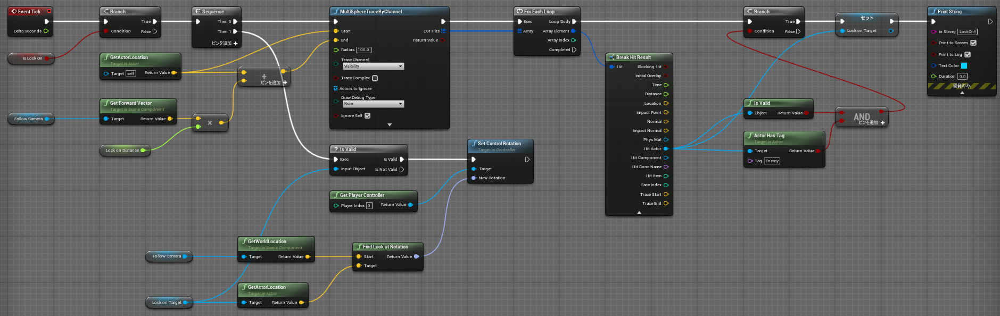 Event Tick
Delta Seconds
Is Lock On
Branch
Condition
True
False
Sequence
Then 0
Then 1
ピンを追加
GetActorLocation
Target is Actor
Target
self
Return Value
ピンを追加
Get Forward Vector
Target is Scene Component
Target
Return Value
Follow Camera
Lock on Distance
MultiSphereTraceByChannel
Start
End
Radius
100.0
Trace Channel
Visibility
Trace Complex
Actors to Ignore
Draw Debug Type
None
Ignore Self
Out Hits
Return Value
For Each Loop
Exec
Array
Loop Body
Array Element
Array Index
Completed
Break Hit Result
Hit
Blocking Hit
Initial Overlap
Time
Distance
Location
Impact Point
Normal
Impact Normal
Phys Mat
Hit Actor
Hit Component
Hit Bone Name
Hit Item
Face Index
Trace Start
Trace End
Branch
Condition
True
False
セット
Lock on Target
Print String
In String
LockOn!!
Print to Screen
Print to Log
Text Color
Duration
0.0
開発のみ
Is Valid
Object
Return Value
AND
ピンを追加
Actor Has Tag
Target is Actor
Target
Return Value
Tag
Enemy
Is Valid
Exec
Input Object
Is Valid
Is Not Valid
Set Control Rotation
Target is Controller
Target
New Rotation
Get Player Controller
Player Index
0
Return Value
GetWorldLocation
Target is Scene Component
Target
Return Value
Follow Camera
Find Look at Rotation
Start
Target
Return Value
GetActorLocation
Target is Actor
Target
Return Value
Lock on Target